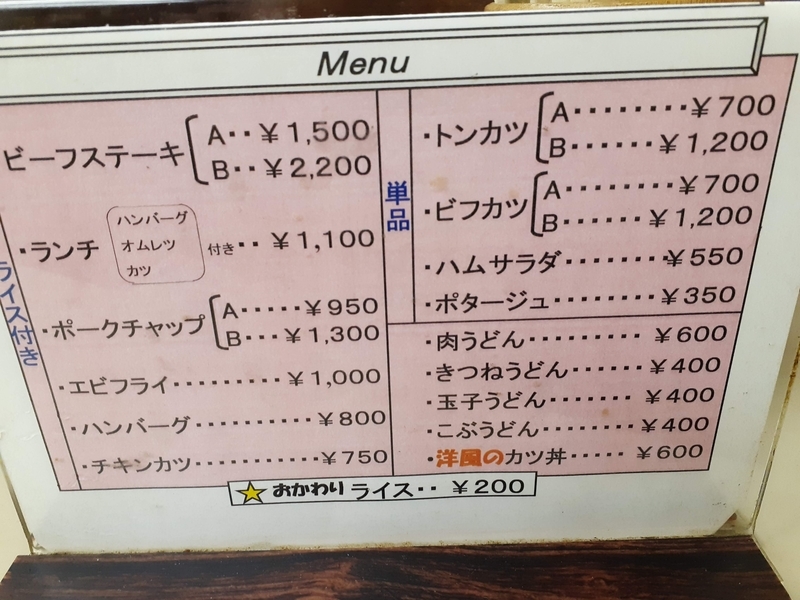 Menu
ライス付き
ビーフステーキ A‥¥1,500
B‥¥2,200
・ランチ ハンバーグ オムレツ カツ 付き‥¥1,100
・ポークチャップ A·····¥950
B···¥1,300
・エビフライ·········¥1,000
・ハンバーグ··········¥800
・チキンカツ···········¥750
単品
・トンカツ A········¥700
B······¥1,200
・ビフカツ A········¥700
B······¥1,200
・ハムサラダ·······¥550
・ポタージュ········¥350
・肉うどん·········¥600
・きつねうどん······¥400
・玉子うどん·······¥400
・こぶうどん········¥400
・洋風のカツ丼·····¥600
☆おかわりライス‥¥200